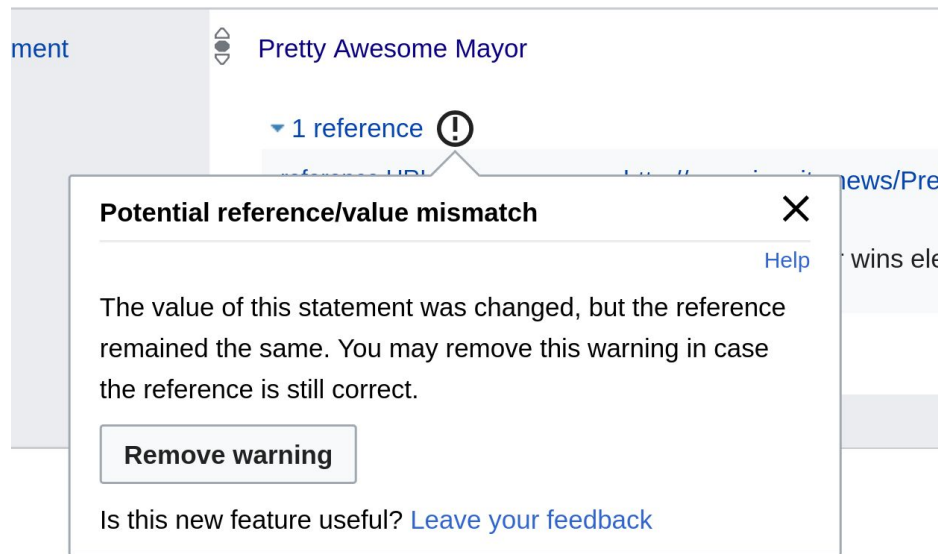 ment
Pretty Awesome Mayor
1 reference
news/Pre
Potential reference/value mismatch
Help
wins ele
The value of this statement was changed, but the reference
remained the same. You may remove this warning in case
the reference is still correct.
Remove warning
Is this new feature useful? Leave your feedback